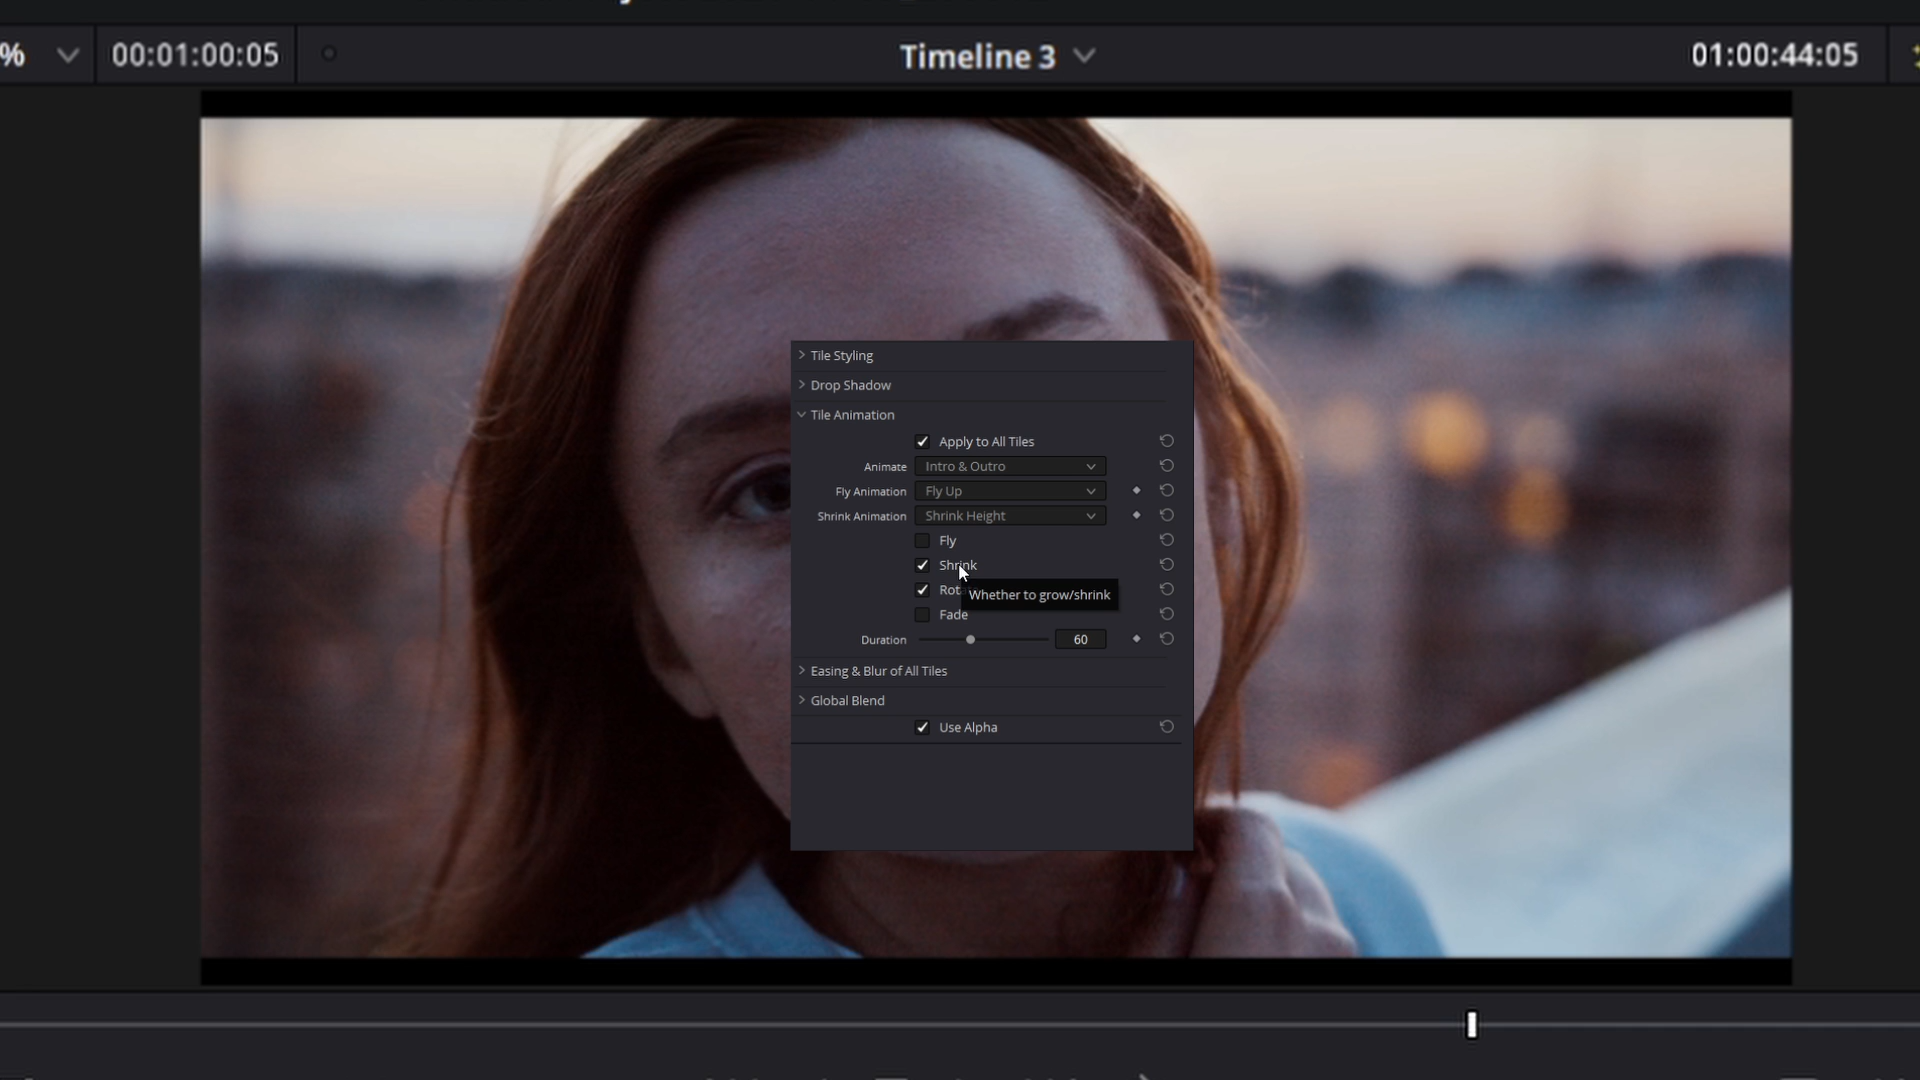 %
00:01:00:05
Timeline 3
01:00:44:05
Tile Styling
Drop Shadow
Tile Animation
Apply to All Tiles
Animate Intro & Outro
Fly Animation Fly Up
Shrink Animation Shrink Height
Fly
Shrink
Whether to grow/shrink
Fade
Duration 60
Easing & Blur of All Tiles
Global Blend
Use Alpha